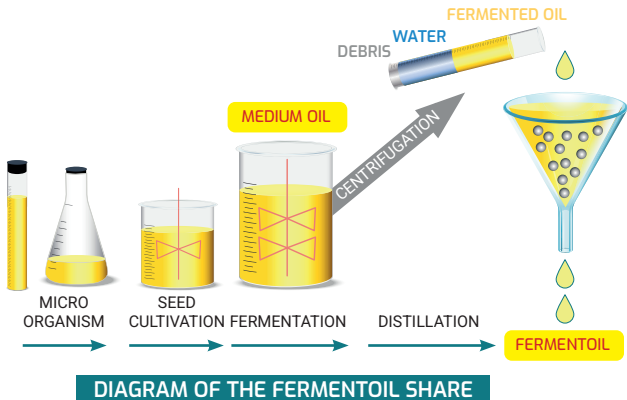 FERMENTED OIL
WATER
DEBRIS
MEDIUM OIL
CENTRIFUGATION
MICRO
ORGANISM
SEED
CULTIVATION
FERMENTATION
DISTILLATION
FERMENTOIL
DIAGRAM OF THE FERMENTOIL SHARE